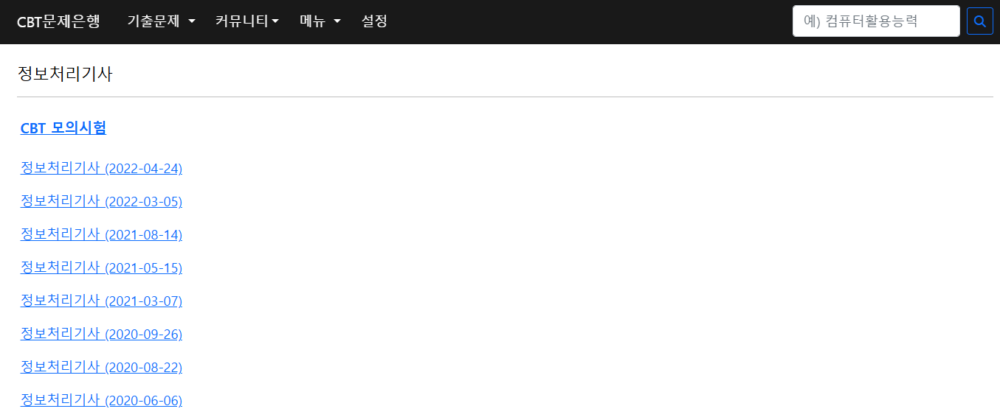 CBT문제은행 기출문제 커뮤니티 메뉴 설정 예) 컴퓨터활용능력
정보처리기사
CBT 모의시험
정보처리기사 (2022-04-24)
정보처리기사 (2022-03-05)
정보처리기사 (2021-08-14)
정보처리기사 (2021-05-15)
정보처리기사 (2021-03-07)
정보처리기사 (2020-09-26)
정보처리기사 (2020-08-22)
정보처리기사 (2020-06-06)